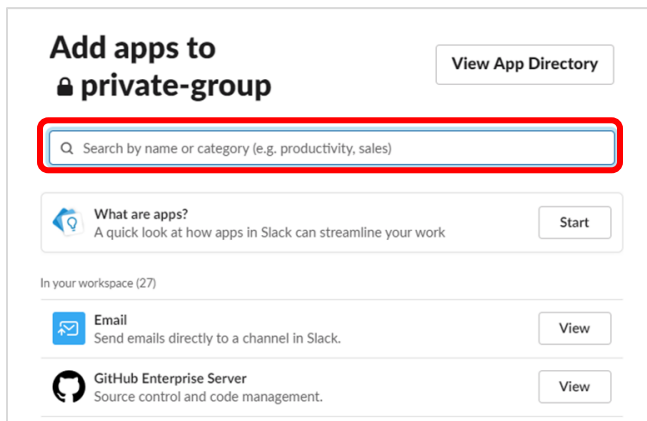 Add apps to
private-group
View App Directory
Search by name or category (e.g. productivity, sales)
What are apps?
A quick look at how apps in Slack can streamline your work
Start
In your workspace (27)
Email
Send emails directly to a channel in Slack.
View
GitHub Enterprise Server
Source control and code management.
View